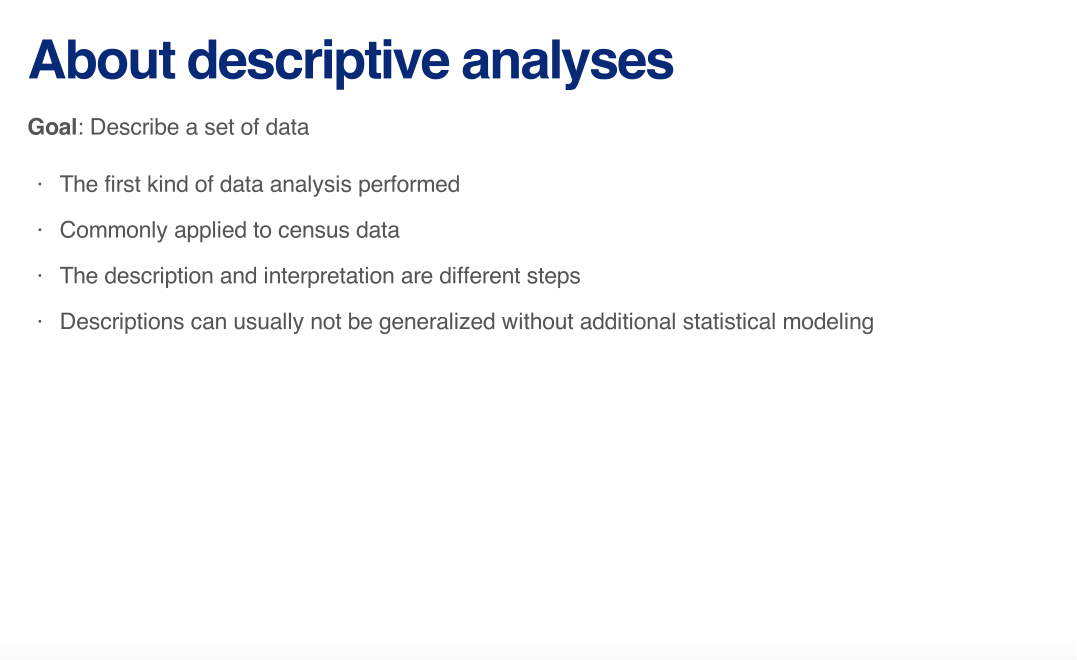 About descriptive analyses
Goal: Describe a set of data
· The first kind of data analysis performed
· Commonly applied to census data
· The description and interpretation are different steps
· Descriptions can usually not be generalized without additional statistical modeling